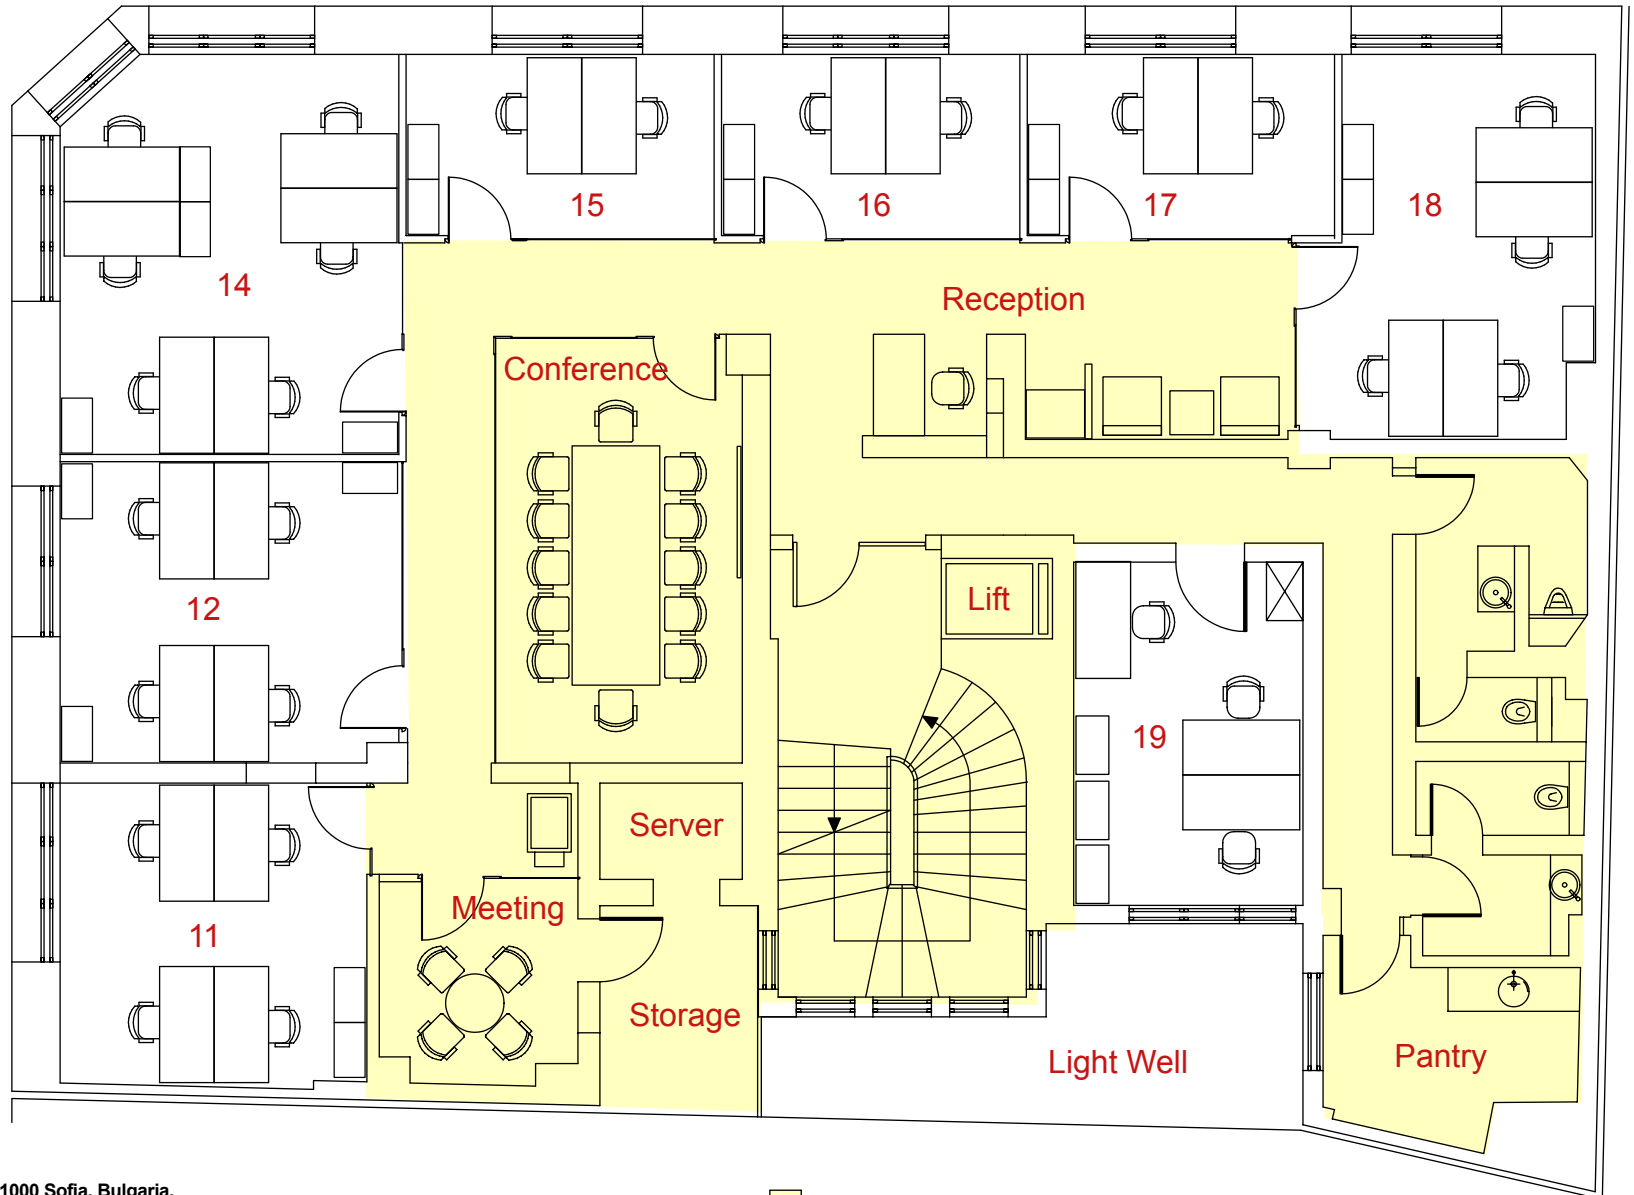 15
16
17
18
14
Reception
Conference
Lift
12
19
Server
Meeting
11
Storage
Light Well
Pantry
1000 Sofia, Bulgaria.